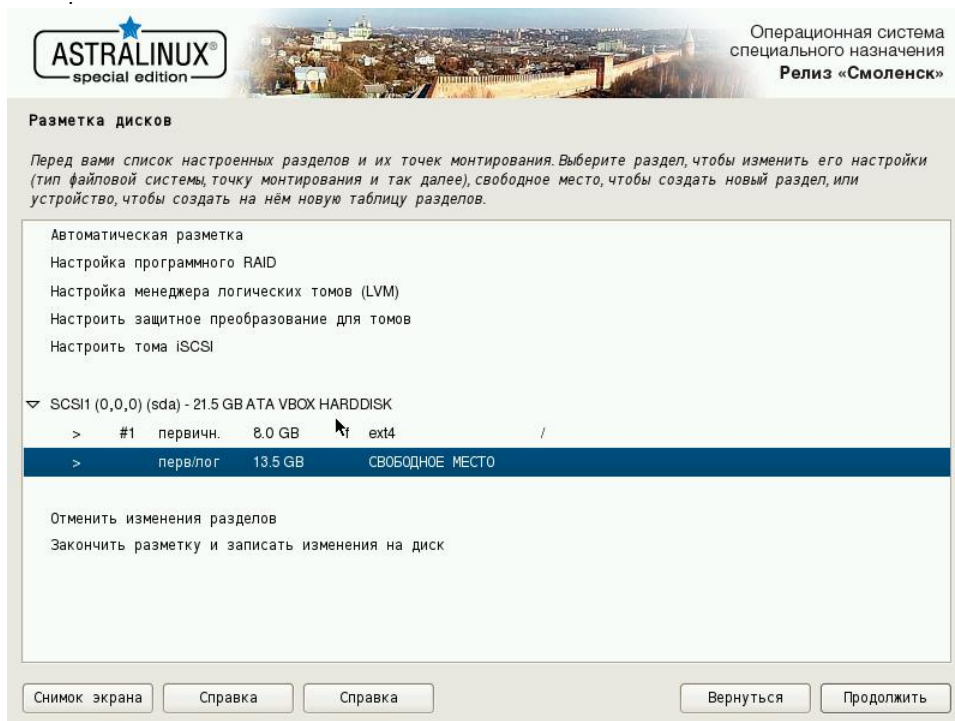 ASTRALINUX®
special edition
Операционная система
специального назначения
Релиз «Смоленск»
Разметка дисков
Перед вами список настроенных разделов и их точек монтирования. Выберите раздел, чтобы изменить его настройки
(тип файловой системы, точку монтирования и так далее), свободное место, чтобы создать новый раздел, или
устройство, чтобы создать на нём новую таблицу разделов.
Автоматическая разметка
Настройка программного RAID
Настройка менеджера логических томов (LVM)
Настроить защитное преобразование для томов
Настроить тома iSCSI
SCSI1 (0,0,0) (sda) - 21.5 GB ATA VBOX HARDDISK
> #1 первичн. 8.0 GB f ext4 /
> перв/лог 13.5 GB СВОБОДНОЕ МЕСТО
Отменить изменения разделов
Закончить разметку и записать изменения на диск
Снимок экрана Справка Справка Вернуться Продолжить